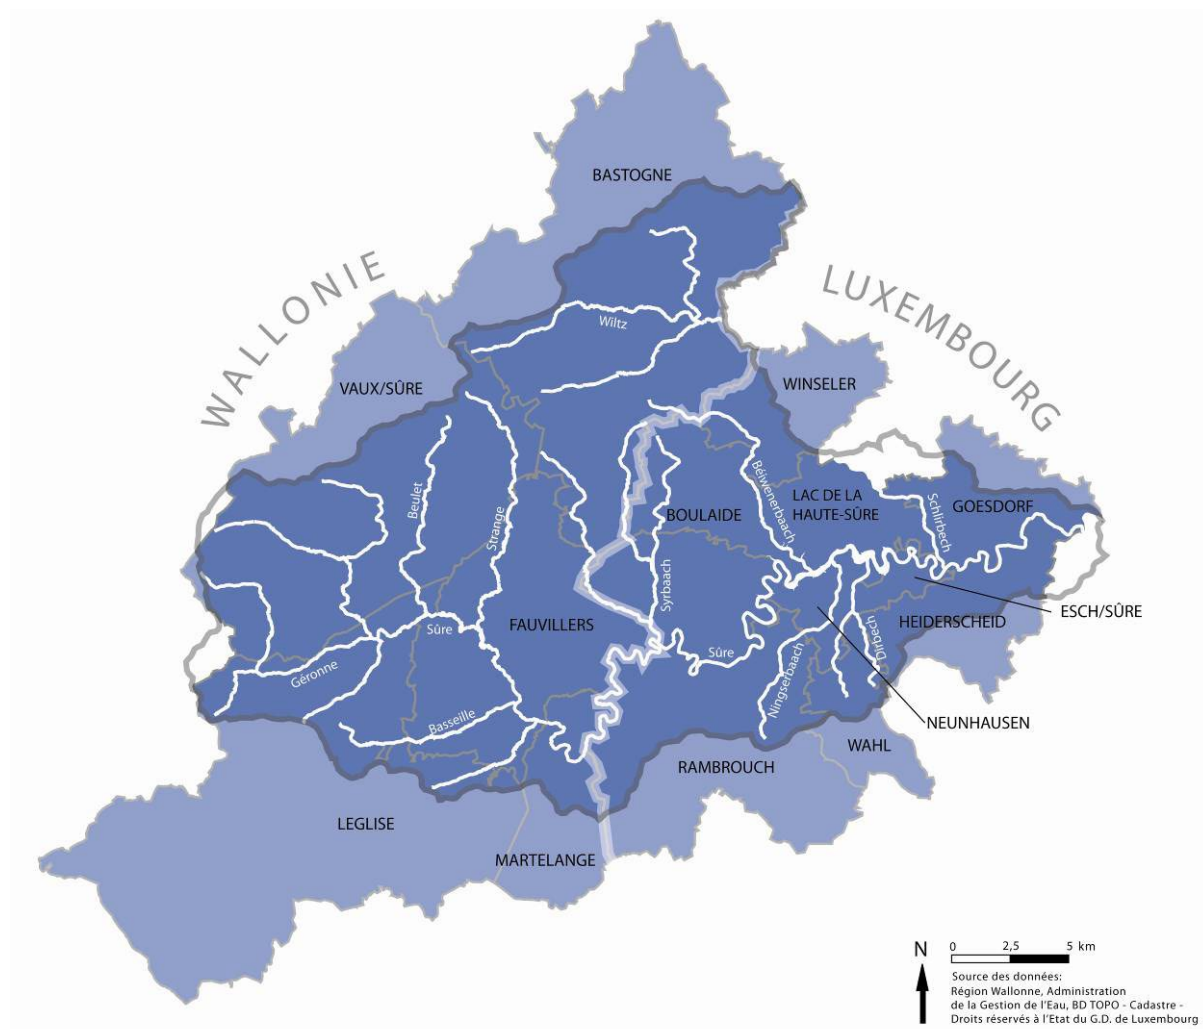 BASTOGNE
WALLONIE
LUXEMBOURG
Wiltz
VAUX/SÛRE
WINSELER
Beulet
Strange
BOULAIDE
Béiwenerbaach
LAC DE LA
HAUTE-SÛRE
Schlirbech
GOESDORF
Syrbaach
ESCH/SÛRE
FAUVILLERS
HEIDERSCHEID
Sûre
Sûre
Dirbech
Géronne
Ningserbaach
Basseille
NEUNHAUSEN
WAHL
RAMBROUCH
LEGLISE
MARTELANGE
N
0 2,5 5 km
Source des données:
Région Wallonne, Administration
de la Gestion de l'Eau, BD TOPO - Cadastre -
Droits réservés à l'Etat du G.D. de Luxembourg